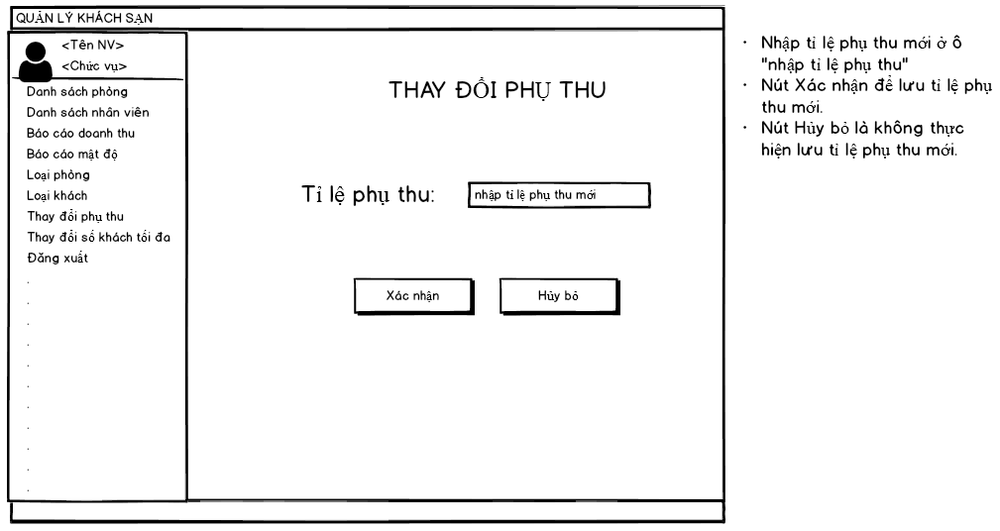 QUẢN LÝ KHÁCH SẠN
<Tên NV>
<Chức vụ>
Danh sách phòng
Danh sách nhân viên
Báo cáo doanh thu
Báo cáo mật độ
Loại phòng
Loại khách
Thay đổi phụ thu
Thay đổi số khách tối đa
Đăng xuất
.
.
.
.
.
.
.
.
.
.
.
THAY ĐỔI PHỤ THU
Tỉ lệ phụ thu:
nhập tỉ lệ phụ thu mới
Xác nhận
Hủy bỏ
· Nhập tỉ lệ phụ thu mới ở ô
"nhập tỉ lệ phụ thu"
· Nút Xác nhận để lưu tỉ lệ phụ
thu mới.
· Nút Hủy bỏ là không thực
hiện lưu tỉ lệ phụ thu mới.